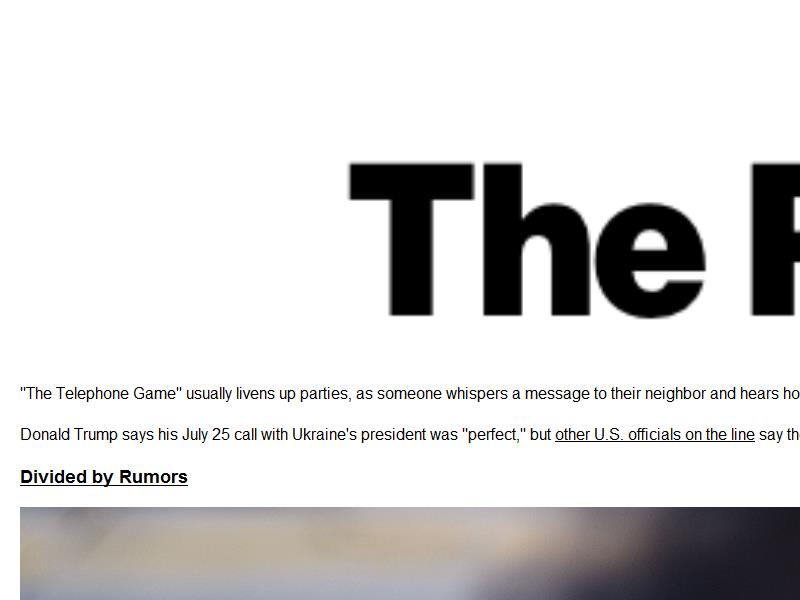 The
"The Telephone Game" usually livens up parties, as someone whispers a message to their neighbor and hears
Donald Trump says his July 25 call with Ukraine's president was "perfect," but other U.S. officials on the line say
Divided by Rumors